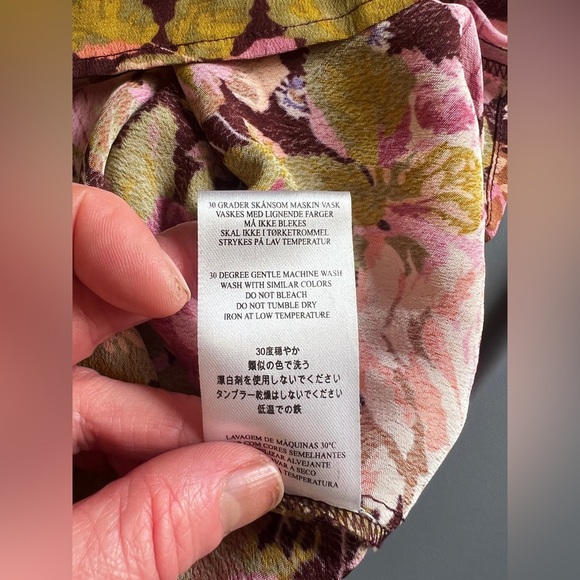 30 GRADER SKÅNSOM MASKIN VASK
VASKES MED LIGNENDE FARGER
MÅ IKKE BLEKES
SKAL IKKE I TØRKETROMMEL
STRYKES PÅ LAV TEMPERATUR
30 DEGREE GENTLE MACHINE WASH
WASH WITH SIMILAR COLORS
DO NOT BLEACH
DO NOT TUMBLE DRY
IRON AT LOW TEMPERATURE
30度穏やか
類似の色で洗う
漂白剤を使用しないでください
タンブラー乾燥はしないでください
低温での鉄
LAVAGEM DE MÁQUINAS 30°C
COM CORES SEMELHANTES
ALVEJANTE
A SECO
TEMPERATURA